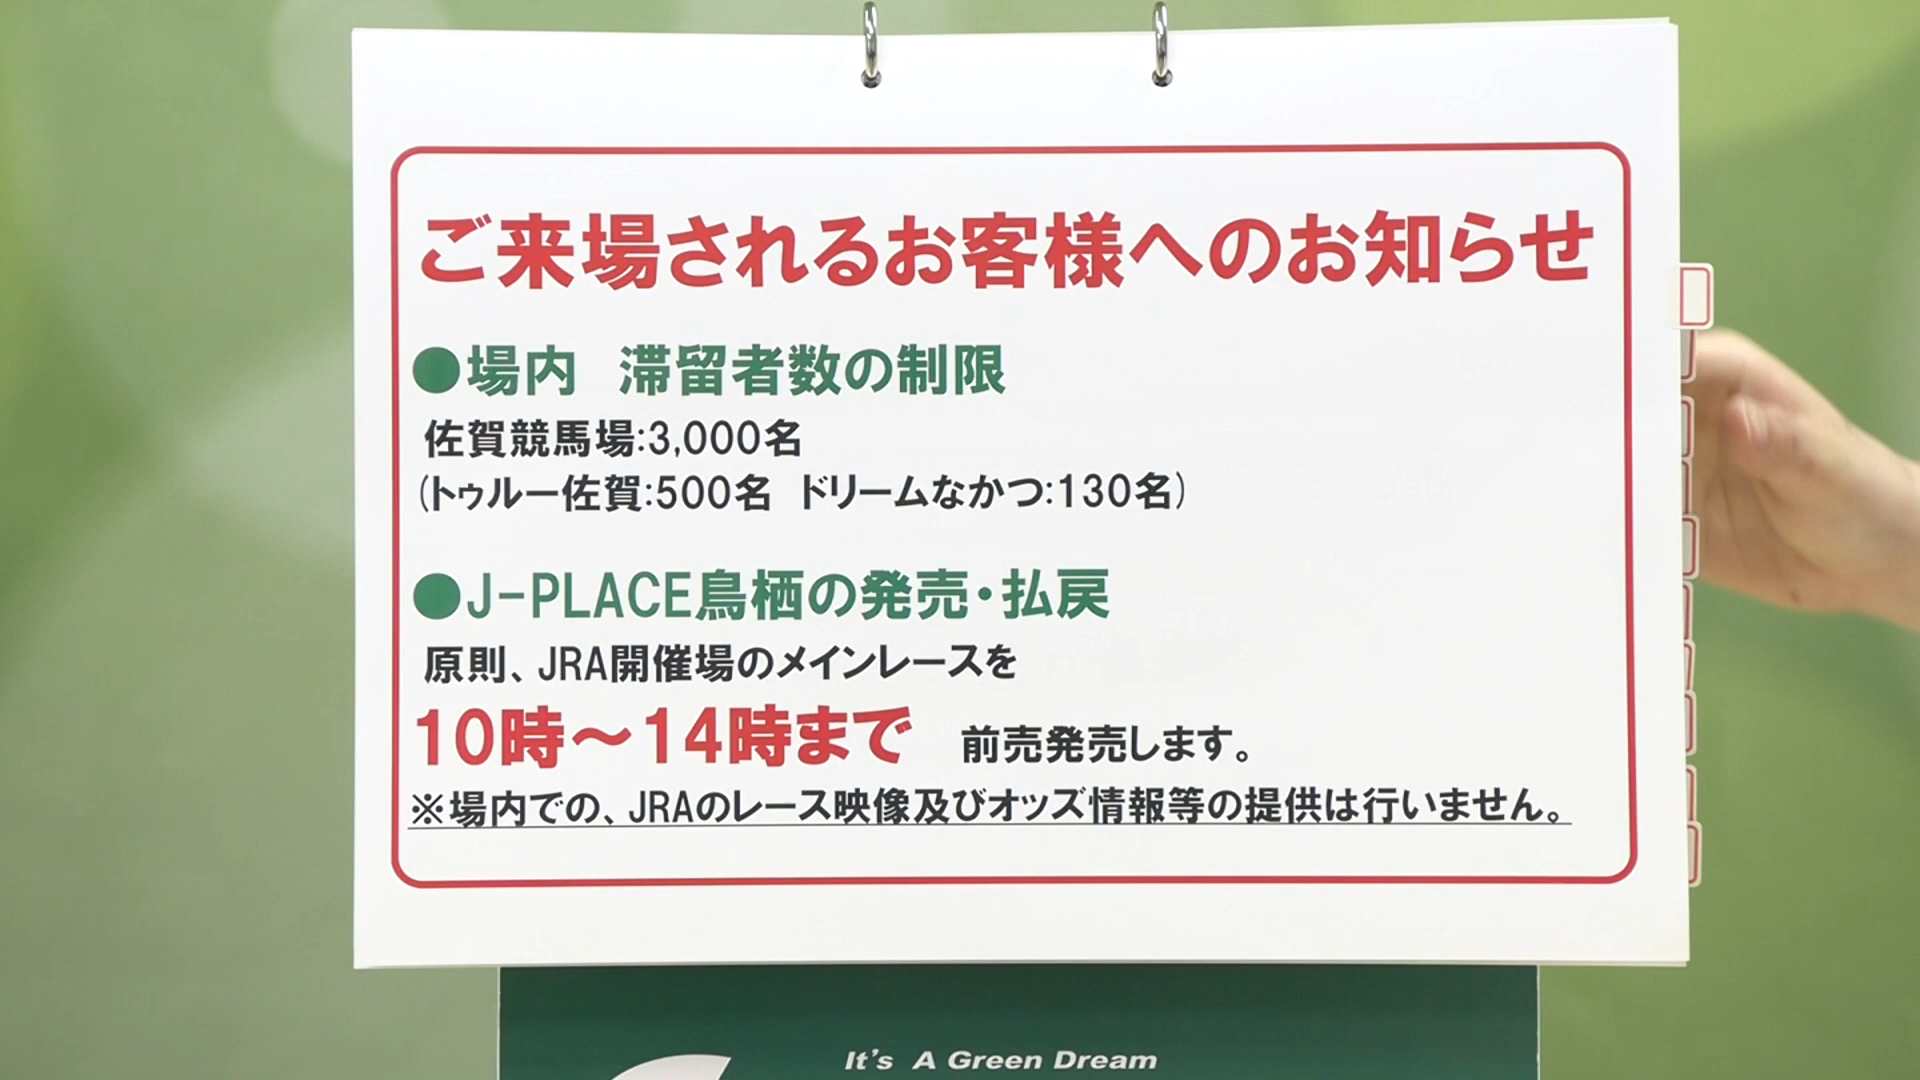 ご来場されるお客様へのお知らせ
●場内　滞留者数の制限
佐賀競馬場:3,000名
(トゥルー佐賀:500名　ドリームなかつ:130名)
●J-PLACE鳥栖の発売・払戻
原則、JRA開催場のメインレースを
10時～14時まで　前売発売します。
※場内での、JRAのレース映像及びオッズ情報等の提供は行いません。
It's A Green Dream